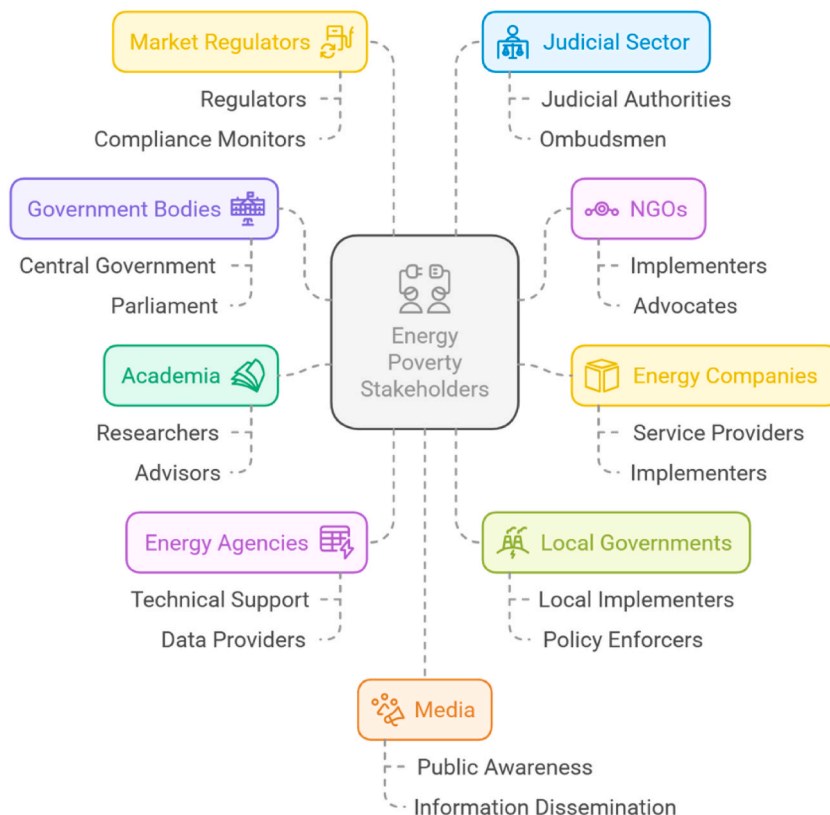 Market Regulators
Regulators
Compliance Monitors
Judicial Sector
Judicial Authorities
Ombudsmen
Government Bodies
Central Government
Parliament
NGOs
Implementers
Advocates
Energy
Poverty
Stakeholders
Academia
Researchers
Advisors
Energy Companies
Service Providers
Implementers
Energy Agencies
Technical Support
Data Providers
Local Governments
Local Implementers
Policy Enforcers
Media
Public Awareness
Information Dissemination